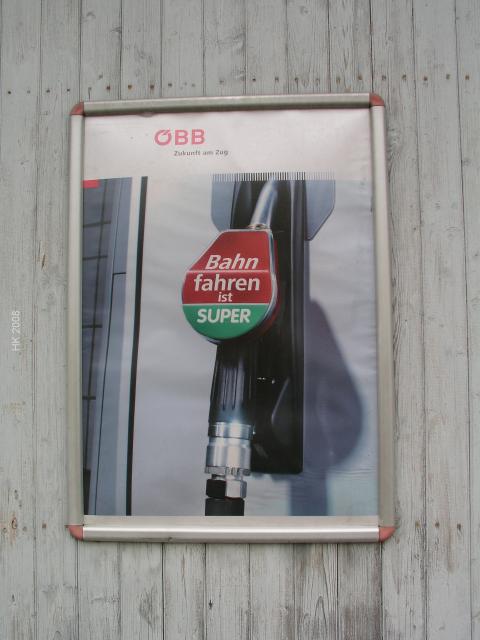 ÖBB
Zukunft am Zug
Bahn
fahren
ist
SUPER
HK 2008